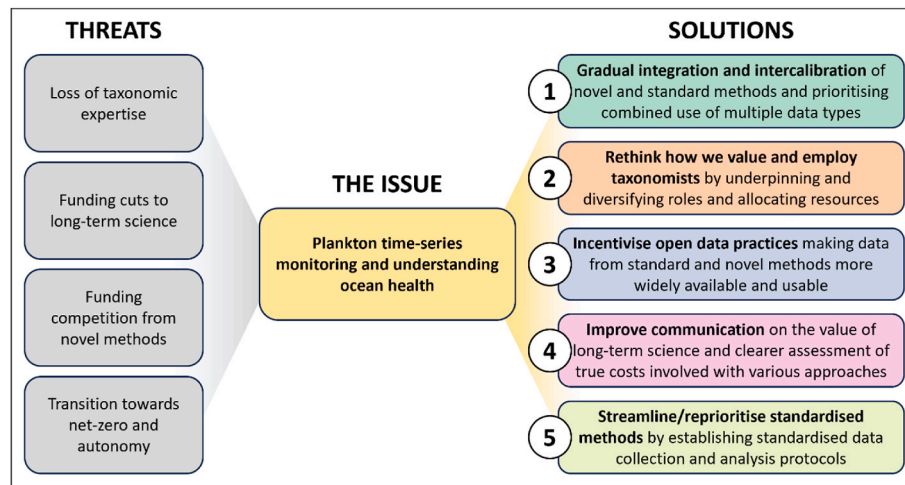 THREATS
Loss of taxonomic
expertise
Funding cuts to
long-term science
Funding
competition from
novel methods
Transition towards
net-zero and
autonomy
THE ISSUE
Plankton time-series
monitoring and understanding
ocean health
SOLUTIONS
1
Gradual integration and intercalibration of
novel and standard methods and prioritising
combined use of multiple data types
2
Rethink how we value and employ
taxonomists by underpinning and
diversifying roles and allocating resources
3
Incentivise open data practices making data
from standard and novel methods more
widely available and usable
4
Improve communication on the value of
long-term science and clearer assessment of
true costs involved with various approaches
5
Streamline/reprioritise standardised
methods by establishing standardised data
collection and analysis protocols